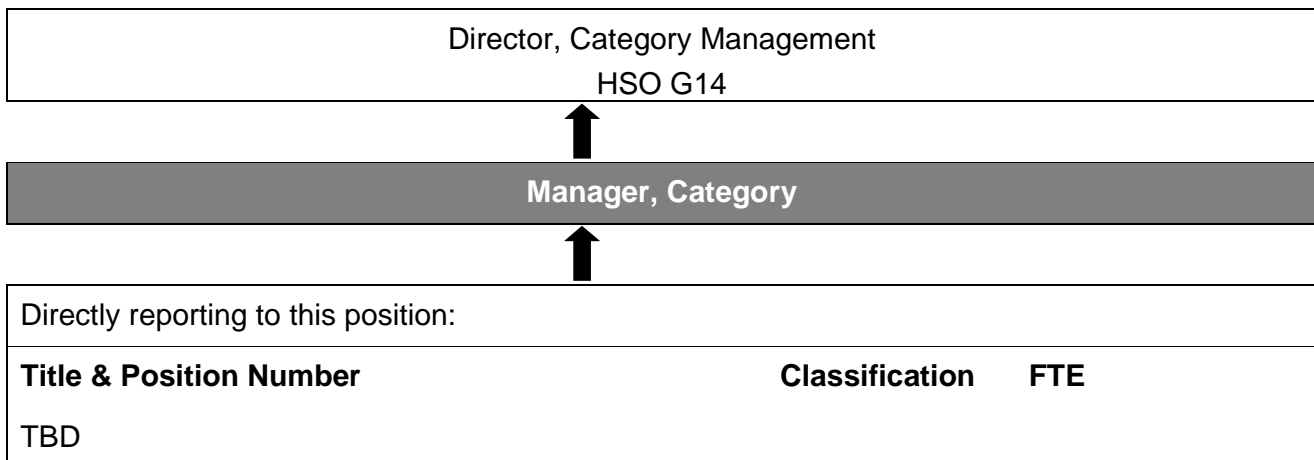 Director, Category Management
HSO G14
Manager, Category
Directly reporting to this position:
Title & Position Number Classification FTE
TBD